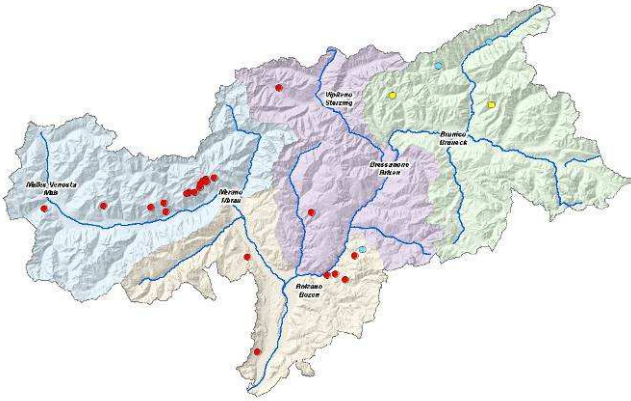 Vipiteno
Sterzing
Brunico
Bruneck
Bressanone
Brixen
Malles Venosta
Mals
Merano
Meran
Bolzano
Bozen